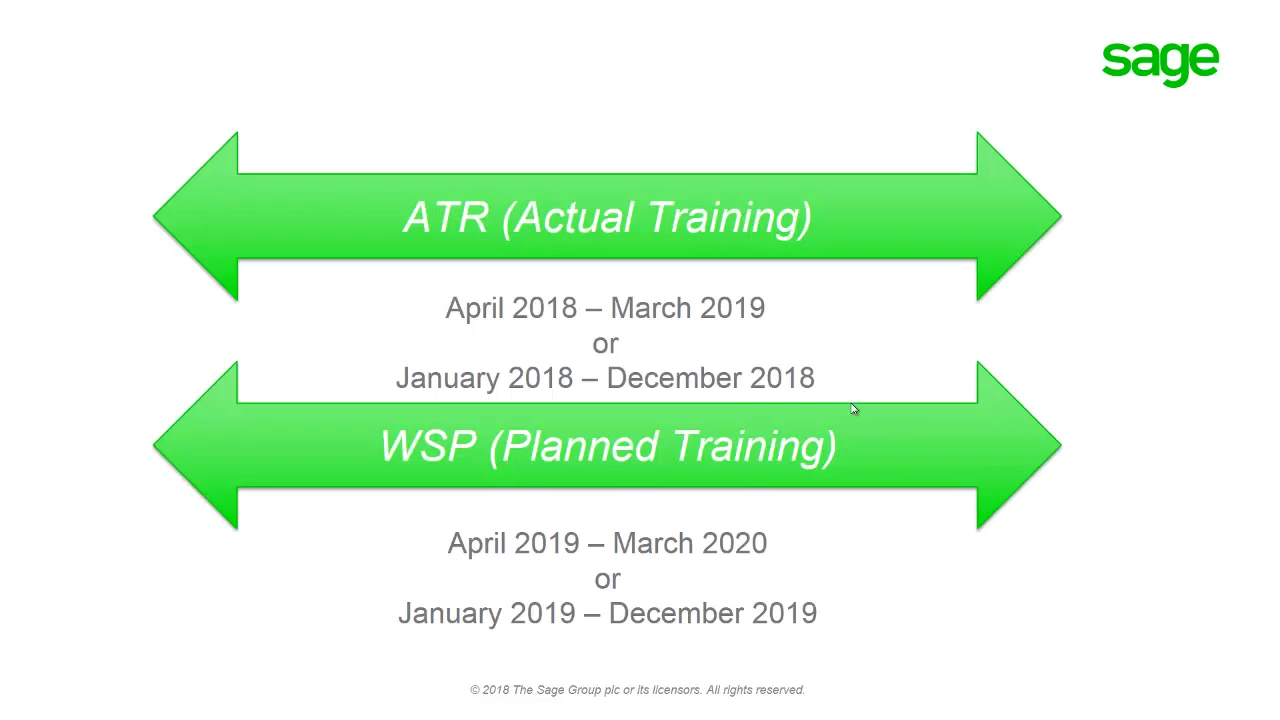 sage
ATR (Actual Training)
April 2018 – March 2019
or
January 2018 – December 2018
WSP (Planned Training)
April 2019 – March 2020
or
January 2019 – December 2019
© 2018 The Sage Group plc or its licensors. All rights reserved.